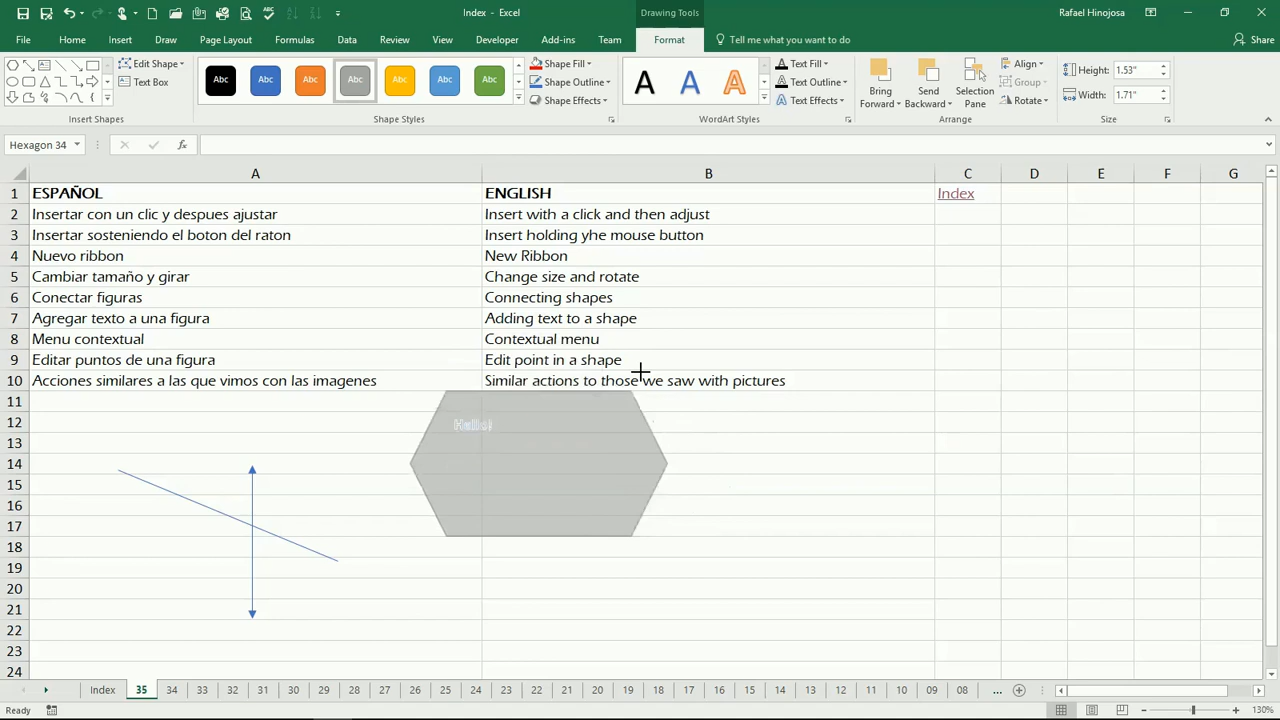 Index - Excel
Drawing Tools
Rafael Hinojosa
File Home Insert Draw Page Layout Formulas Data Review View Developer Add-ins Team Format Tell me what you want to do Share
Edit Shape
Text Box
Insert Shapes
Abc Abc Abc Abc Abc Abc Abc
Shape Fill
Shape Outline
Shape Effects
Shape Styles
A A A
Text Fill
Text Outline
Text Effects
WordArt Styles
Bring Forward
Send Backward
Selection Pane
Align
Group
Rotate
Arrange
Height: 1.53"
Width: 1.71"
Size
Hexagon 34 fx
A B C D E F G
1 ESPAÑOL ENGLISH Index
2 Insertar con un clic y despues ajustar Insert with a click and then adjust
3 Insertar sosteniendo el boton del raton Insert holding yhe mouse button
4 Nuevo ribbon New Ribbon
5 Cambiar tamaño y girar Change size and rotate
6 Conectar figuras Connecting shapes
7 Agregar texto a una figura Adding text to a shape
8 Menu contextual Contextual menu
9 Editar puntos de una figura Edit point in a shape
10 Acciones similares a las que vimos con las imagenes Similar actions to those we saw with pictures
11
12 Hello!
13
14
15
16
17
18
19
20
21
22
23
24
Index 35 34 33 32 31 30 29 28 27 26 25 24 23 22 21 20 19 18 17 16 15 14 13 12 11 10 09 08 ...
Ready 130%